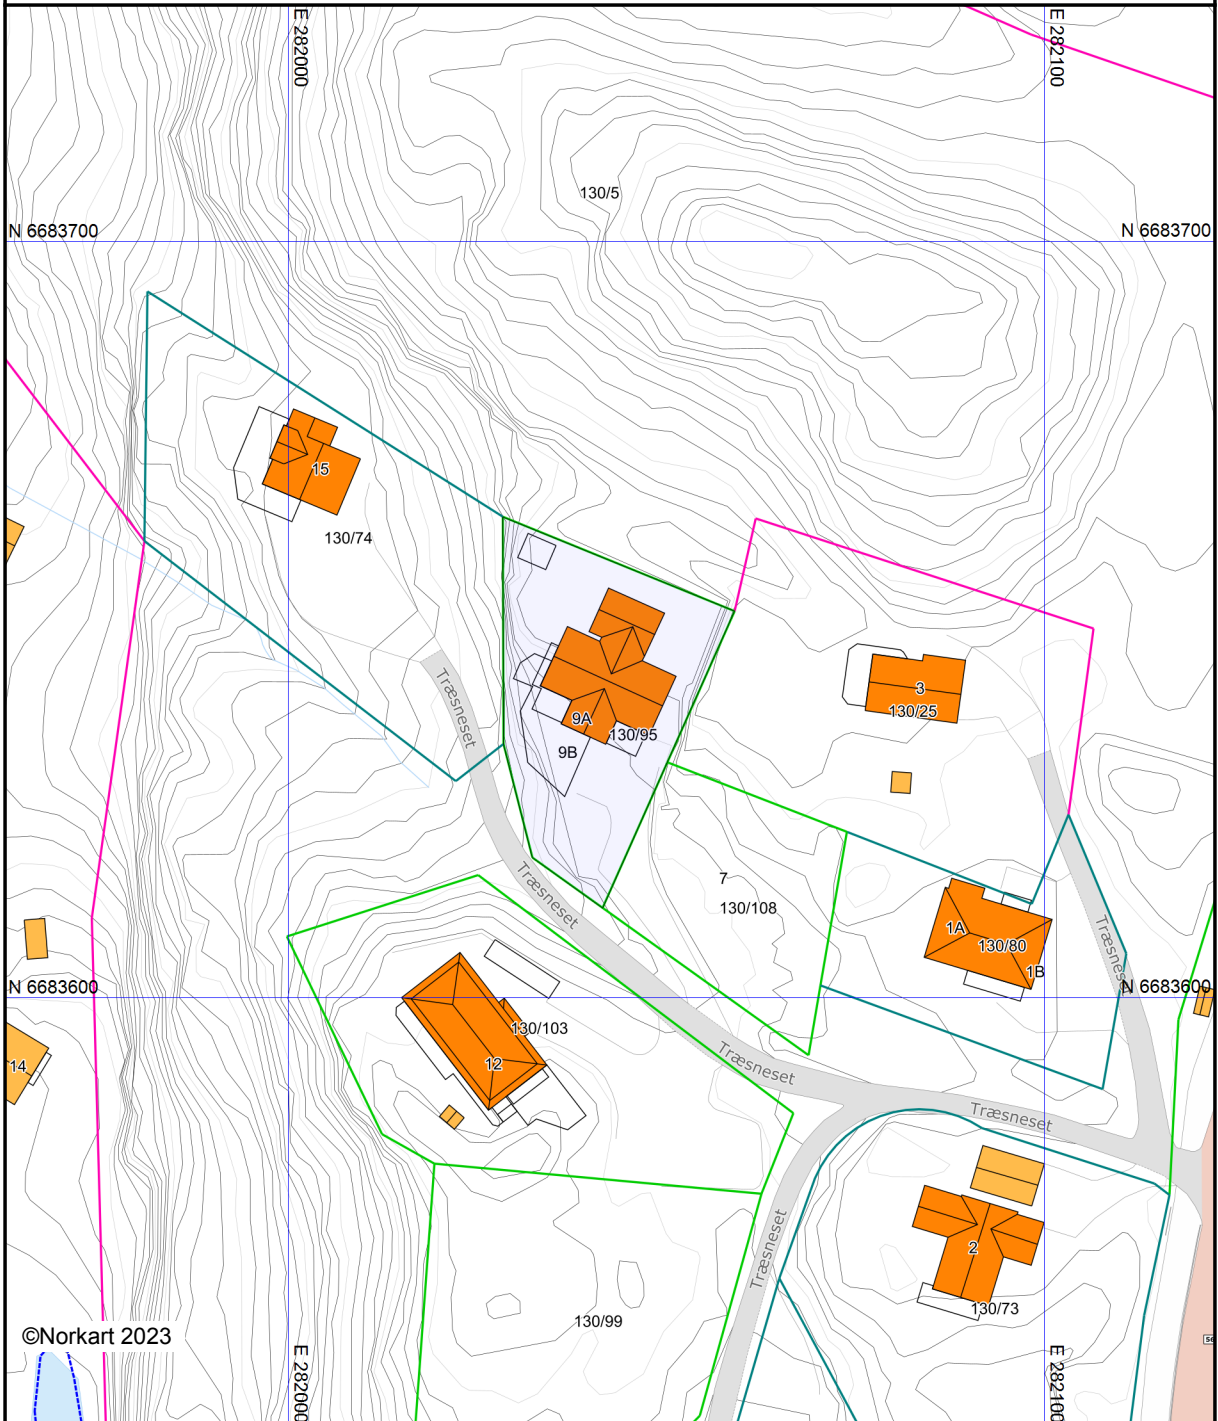 E 282000
E 282100
130/5
N 6683700
N 6683700
15
130/74
Træsneset
3
130/25
9A
130/95
9B
7
130/108
Træsneset
1A
130/80
1B
Træsneset
N 6683600
N 6683600
130/103
12
14
Træsneset
Træsneset
Træsneset
2
130/73
130/99
©Norkart 2023
E 282000
E 282100